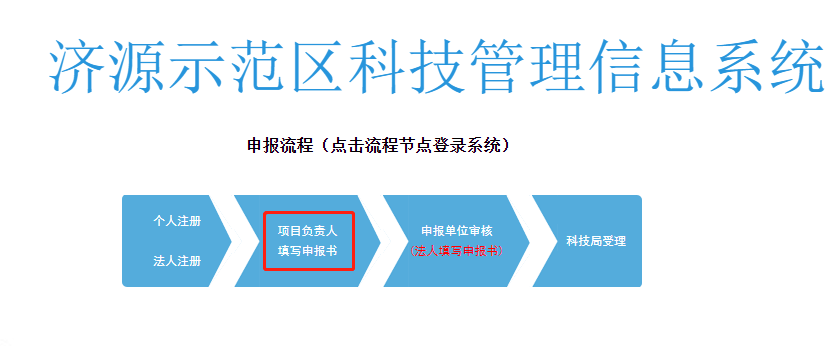 济源示范区科技管理信息系统
申报流程（点击流程节点登录系统）
个人注册
法人注册
项目负责人
填写申报书
申报单位审核
(法人填写申报书)
科技局受理